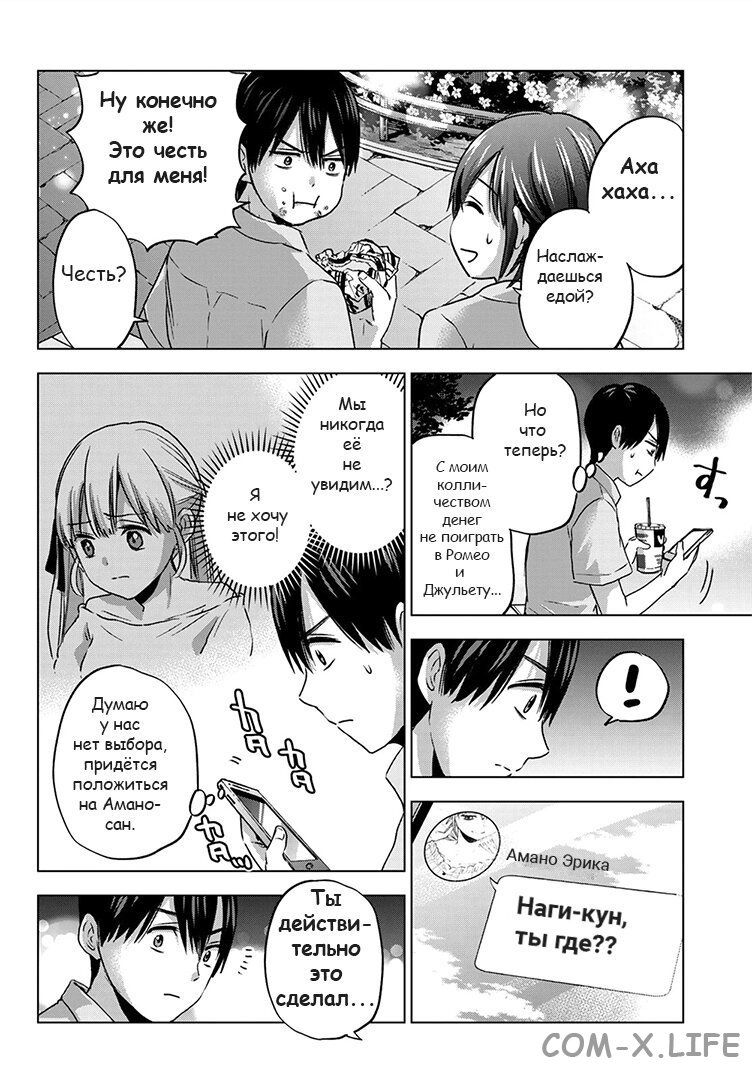 Аха
хаха...
Наслаж-
даешься
едой?
Ну конечно
же!
Это честь
для меня!
Честь?
Но
что
теперь?
С моим
колли-
чеством
денег
не поиграть
в Ромео
и
Джульету...
!
Амано Эрика
Наги-кун,
ты где??
Мы
никогда
её
не
увидим...?
Я
не хочу
этого!
Думаю
у нас
нет выбора,
придётся
положиться
на Амано-
сан.
Ты
действи-
тельно
это
сделал...
COM-X.LIFE